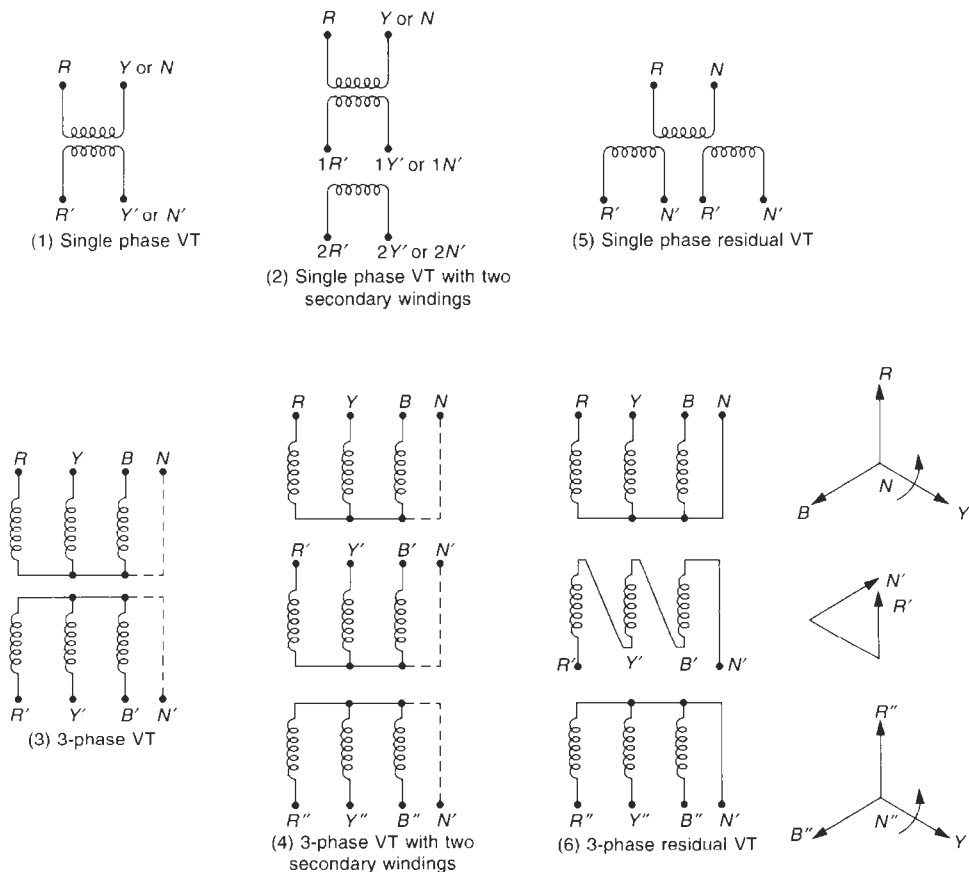 R Y or N
R' Y' or N'
(1) Single phase VT
R Y or N
1R' 1Y' or 1N'
2R' 2Y' or 2N'
(2) Single phase VT with two
secondary windings
R N
R' N' R' N'
(5) Single phase residual VT
R Y B N
R' Y' B' N'
(3) 3-phase VT
R Y B N
R' Y' B' N'
R" Y" B" N'
(4) 3-phase VT with two
secondary windings
R Y B N
R' Y' B' N'
R" Y" B" N'
(6) 3-phase residual VT
R
N
B Y
N'
R'
R"
N"
B" Y